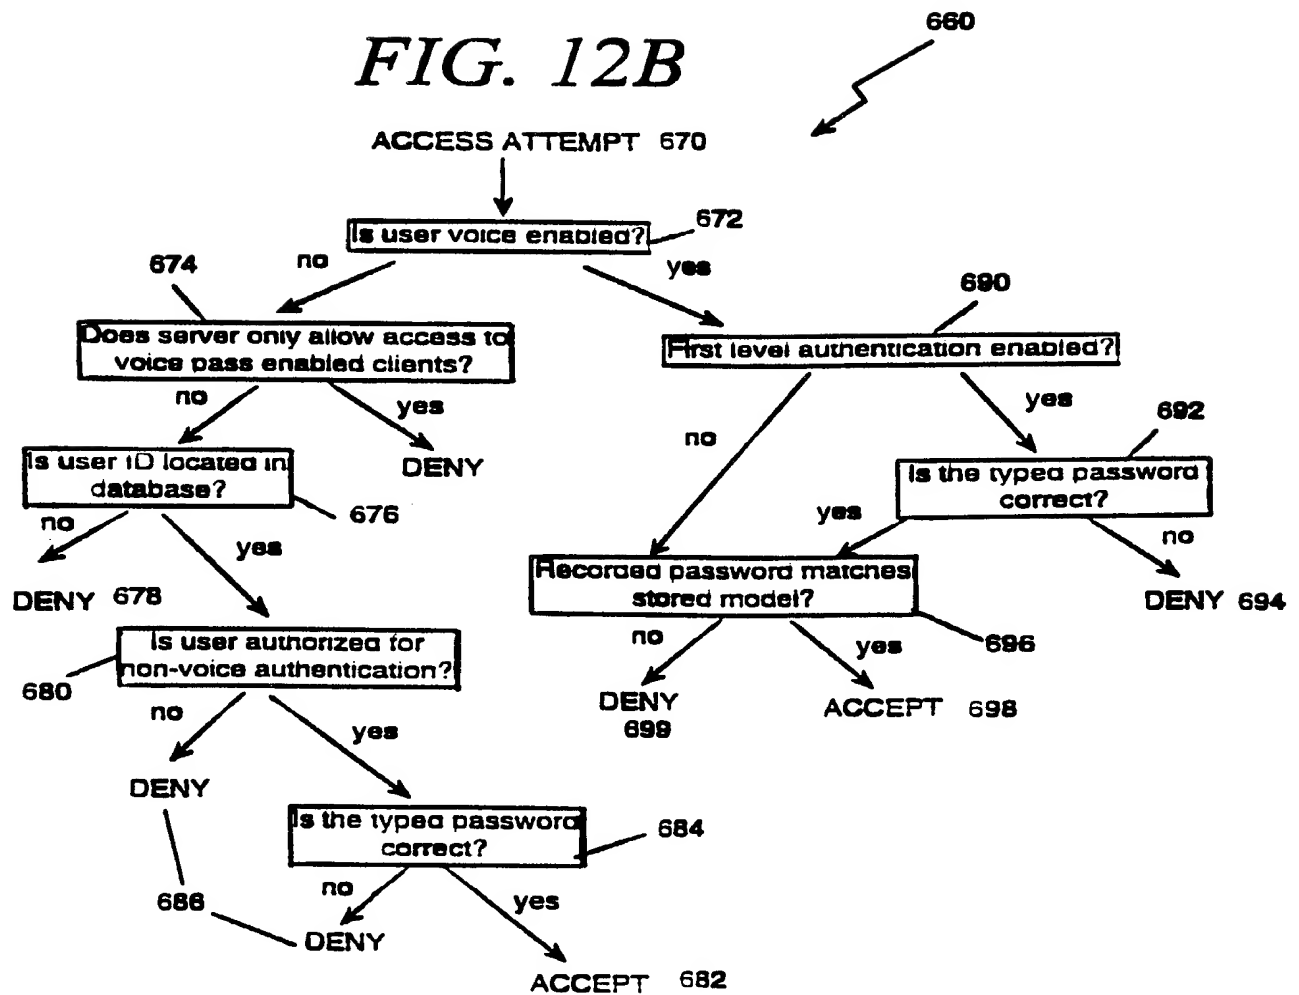 660
FIG. 12B
ACCESS ATTEMPT 670
672
Is user voice enabled?
no
yes
674
690
Does server only allow access to
voice pass enabled clients?
First level authentication enabled?
no
yes
yes
692
no
DENY
Is user ID located in
database?
Is the typed password
correct?
676
no
yes
yes
no
DENY 678
Recorded password matches
stored model?
DENY 694
696
no
yes
Is user authorized for
non-voice authentication?
680
DENY
699
ACCEPT 698
no
yes
DENY
Is the typed password
correct?
684
no
yes
686
DENY
ACCEPT 682